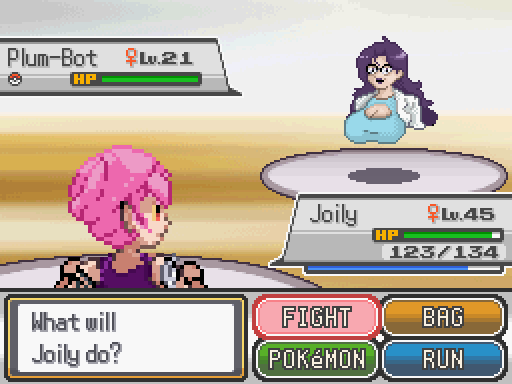 Plum-Bot ♀Lv.21
HP
Joily ♀Lv.45
HP
123/134
What will
Joily do?
FIGHT
BAG
POKéMON
RUN